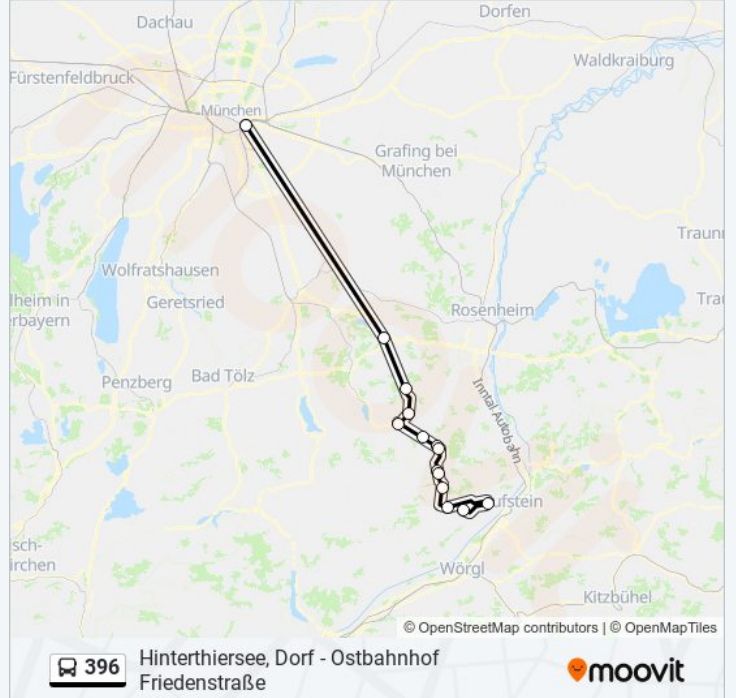 Dorfen
Dachau
Waldkraiburg
Fürstenfeldbruck
München
Grafing bei
München
Traun
Wolfratshausen
lheim in
erbayern
Geretsried
Rosenheim
Tra
Penzberg
Bad Tölz
Inntal Autobahn
ufstein
sch-
irchen
Wörgl
Kitzbühel
© OpenStreetMap contributors | © OpenMapTiles
396
Hinterthiersee, Dorf - Ostbahnhof
Friedenstraße
moovit